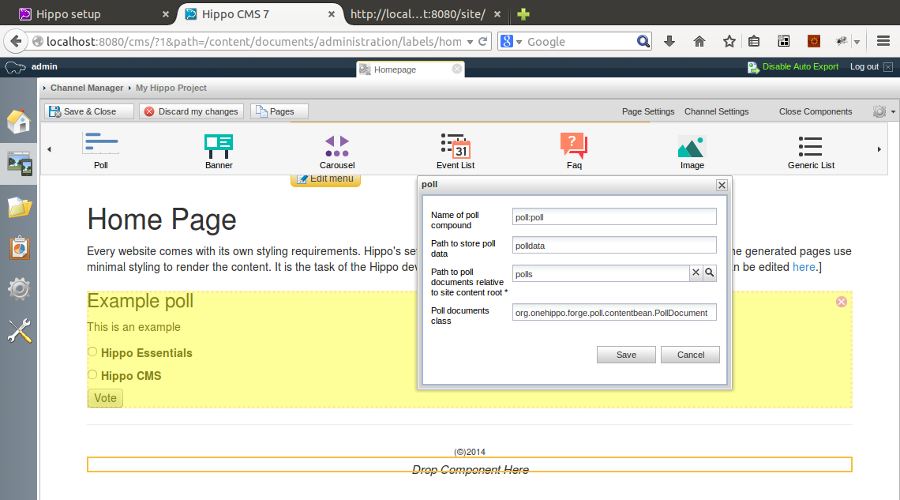 Hippo setup
Hippo CMS 7
http://local...t:8080/site/
localhost:8080/cms/?1&path=/content/documents/administration/labels/hom
Google
admin
Homepage
Disable Auto Export
Log out
Channel Manager
My Hippo Project
Save & Close
Discard my changes
Pages
Page Settings
Channel Settings
Close Components
Poll
Banner
Carousel
31
Event List
?
Faq
Image
Generic List
Edit menu
poll
Name of poll
compound
poll:poll
Path to store poll
data
polldata
Path to poll
documents relative
to site content root *
polls
Poll documents
class
org.onehippo.forge.poll.contentbean.PollDocument
Save
Cancel
Home Page
Every website comes with its own styling requirements. Hippo's se
he generated pages use
minimal styling to render the content. It is the task of the Hippo dev
an be edited here.]
Example poll
This is an example
Hippo Essentials
Hippo CMS
Vote
(©)2014
Drop Component Here